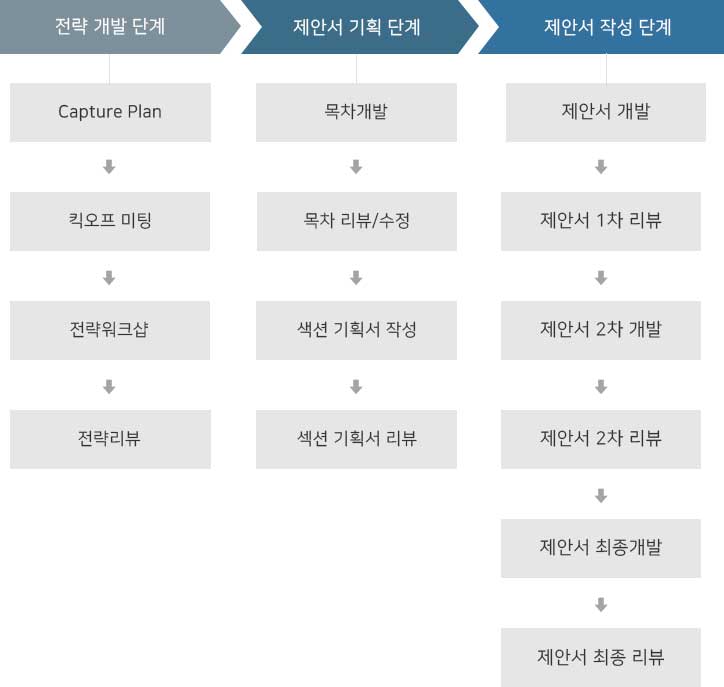 전략 개발 단계
제안서 기획 단계
제안서 작성 단계
Capture Plan
킥오프 미팅
전략워크샵
전략리뷰
목차개발
목차 리뷰/수정
색션 기획서 작성
섹션 기획서 리뷰
제안서 개발
제안서 1차 리뷰
제안서 2차 개발
제안서 2차 리뷰
제안서 최종개발
제안서 최종 리뷰